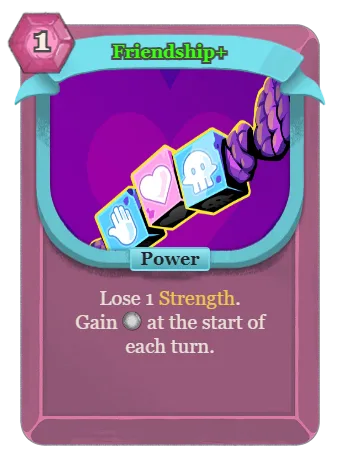 1
Friendship+
Power
Lose 1 Strength.
Gain at the start of
each turn.